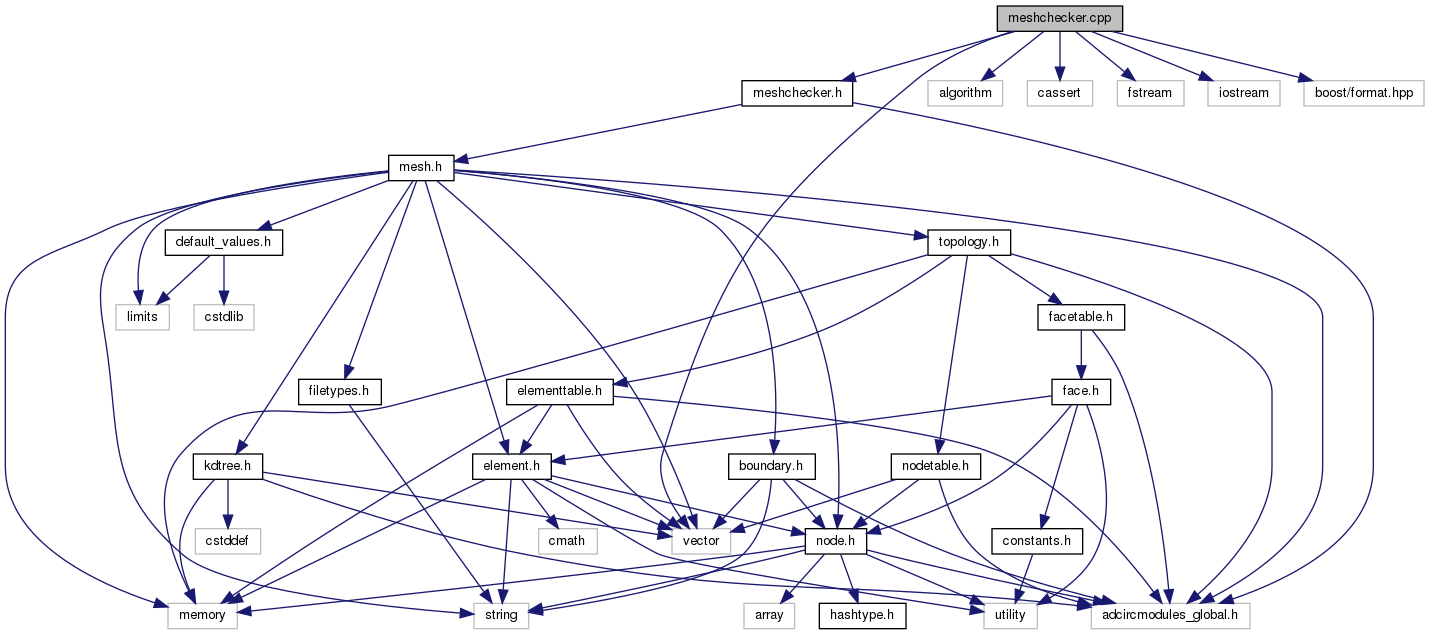 meshchecker.cpp
meshchecker.h
algorithm
cassert
fstream
iostream
boost/format.hpp
mesh.h
default_values.h
topology.h
limits
cstdlib
facetable.h
filetypes.h
elementtable.h
face.h
kdtree.h
element.h
boundary.h
nodetable.h
cstddef
cmath
vector
node.h
constants.h
memory
string
array
hashtype.h
utility
adcircmodules_global.h